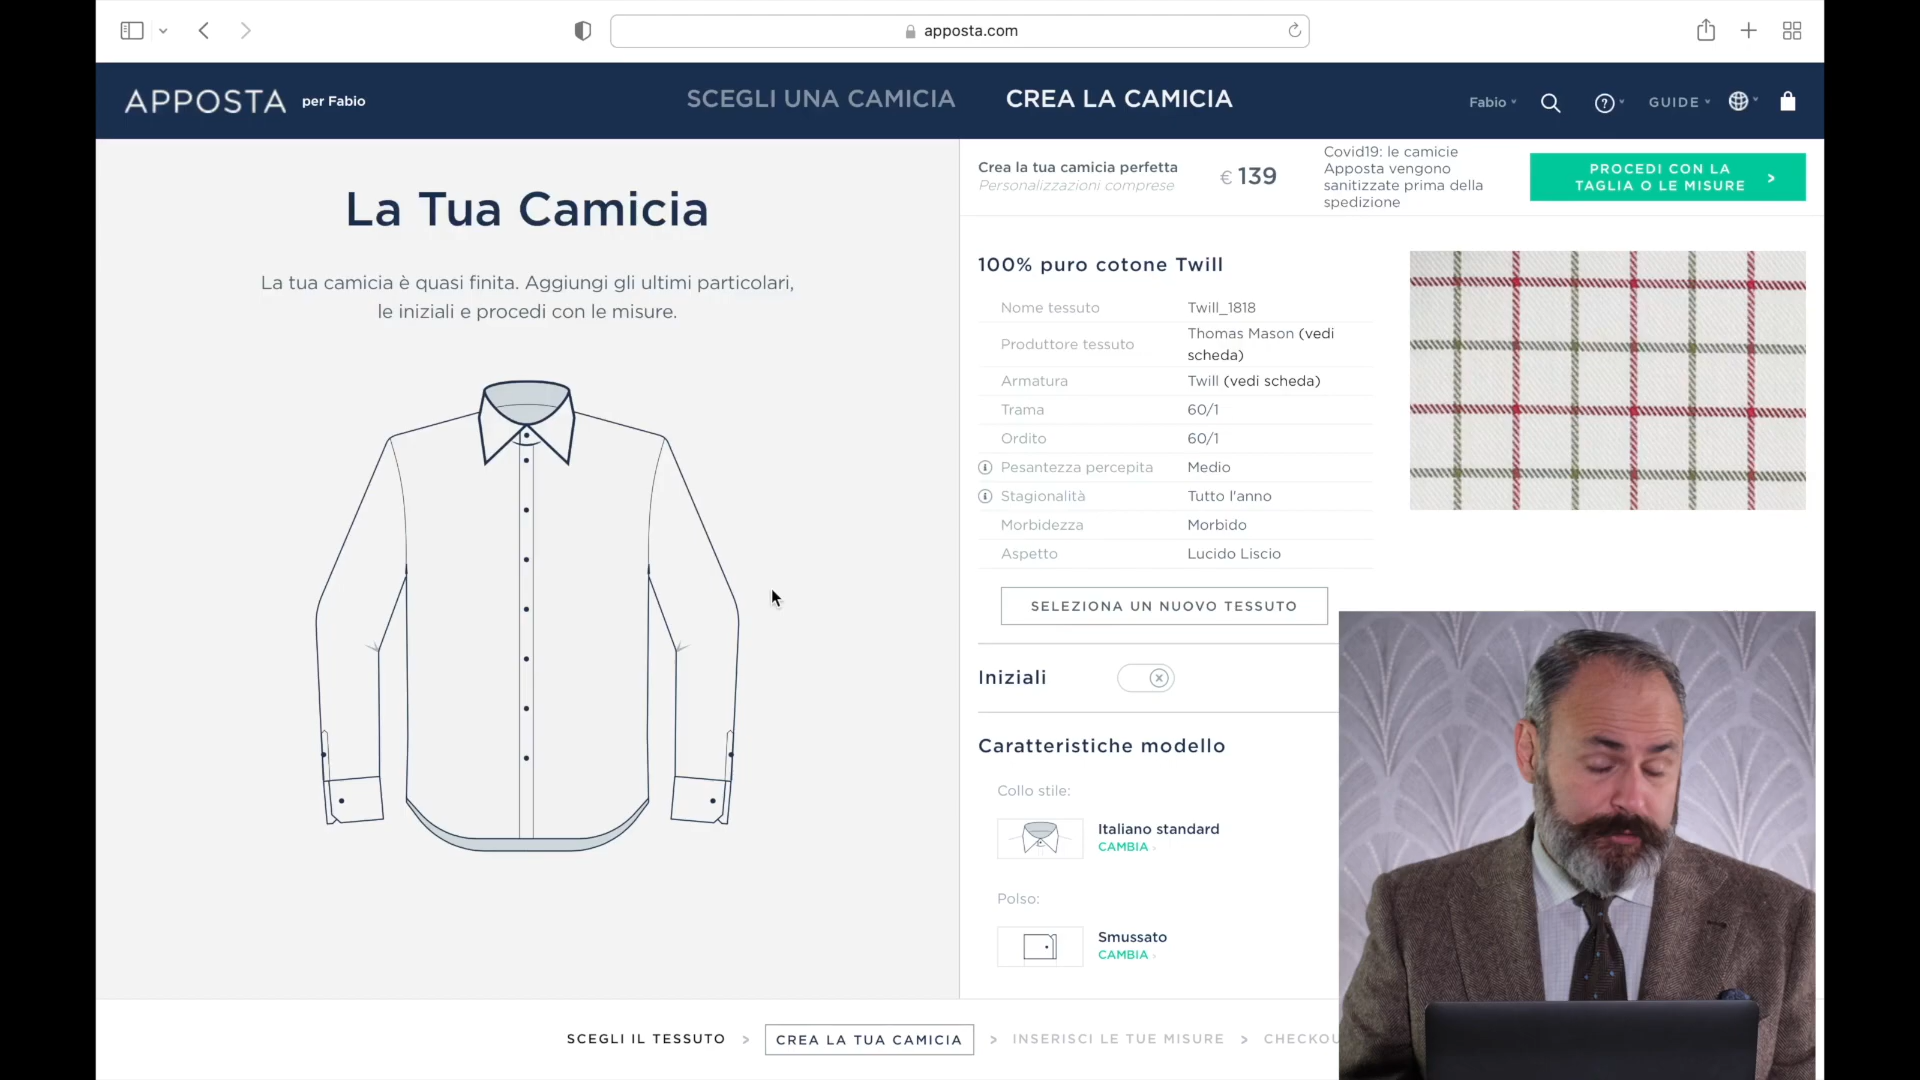 apposta.com
APPOSTA per Fabio
SCEGLI UNA CAMICIA
CREA LA CAMICIA
Fabio
GUIDE
La Tua Camicia
La tua camicia è quasi finita. Aggiungi gli ultimi particolari,
le iniziali e procedi con le misure.
Crea la tua camicia perfetta
Personalizzazioni comprese
€ 139
Covid19: le camicie
Apposta vengono
sanitizzate prima della
spedizione
PROCEDI CON LA
TAGLIA O LE MISURE >
100% puro cotone Twill
Nome tessuto Twill_1818
Produttore tessuto Thomas Mason (vedi
scheda)
Armatura Twill (vedi scheda)
Trama 60/1
Ordito 60/1
Pesantezza percepita Medio
Stagionalità Tutto l'anno
Morbidezza Morbido
Aspetto Lucido Liscio
SELEZIONA UN NUOVO TESSUTO
Iniziali
Caratteristiche modello
Collo stile:
Italiano standard
CAMBIA
Polso:
Smussato
CAMBIA
SCEGLI IL TESSUTO > CREA LA TUA CAMICIA > INSERISCI LE TUE MISURE > CHECKOU